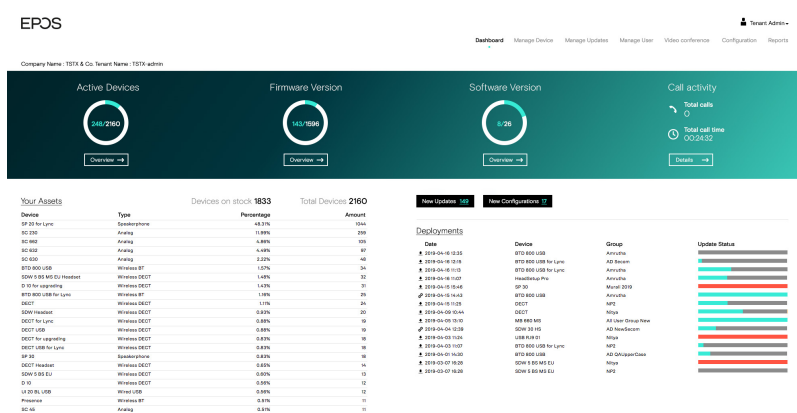 EPOS
Tenant Admin
Dashboard Manage Device Manage Updates Manage User Video conference Configuration Reports
Company Name : TSTX & Co. Tenant Name : TSTX-admin
Active Devices
248/2160
Overview →
Firmware Version
143/1596
Overview →
Software Version
8/26
Overview →
Call activity
Total calls
0
Total call time
00:24:32
Details →
Your Assets Devices on stock 1833 Total Devices 2160
Device Type Percentage Amount
SP 20 for Lync Speakerphone 48.31% 1044
SC 230 Analog 11.99% 259
SC 662 Analog 4.86% 105
SC 632 Analog 4.49% 97
SC 630 Analog 2.22% 48
BTD 800 USB Wireless BT 1.57% 34
SDW 5 BS MS EU Headset Wireless DECT 1.48% 32
D 10 for upgrading Wireless DECT 1.43% 31
BTD 800 USB for Lync Wireless BT 1.16% 25
DECT Wireless DECT 1.11% 24
SDW Headset Wireless DECT 0.93% 20
DECT for Lync Wireless DECT 0.88% 19
DECT USB Wireless DECT 0.88% 19
DECT for upgrading Wireless DECT 0.83% 18
DECT USB for Lync Wireless DECT 0.83% 18
SP 30 Speakerphone 0.83% 18
DECT Headset Wireless DECT 0.65% 14
SDW 5 BS EU Wireless DECT 0.60% 13
D 10 Wireless DECT 0.56% 12
UI 20 BL USB Wired USB 0.56% 12
Presence Wireless BT 0.51% 11
SC 45 Analog 0.51% 11
New Updates 149 New Configurations 17
Deployments
Date Device Group Update Status
2019-04-16 12:35 BTD 800 USB Amrutha
2019-04-16 12:19 BTD 800 USB for Lync AD Secom
2019-04-16 11:13 BTD 800 USB for Lync Amrutha
2019-04-16 11:07 HeadSetup Pro Amrutha
2019-04-15 15:46 SP 30 Murali 2019
2019-04-15 14:43 BTD 800 USB Amrutha
2019-04-15 11:25 DECT NP2
2019-04-09 10:44 DECT Nitya
2019-04-05 13:10 MB 660 MS All User Group New
2019-04-04 12:38 SDW 30 HS AD NewSecom
2019-04-03 11:24 USB RJ9 01 Nitya
2019-04-03 11:07 BTD 800 USB for Lync NP2
2019-04-01 14:30 BTD 800 USB AD QAUpperCase
2019-03-07 16:28 SDW 5 BS MS EU Nitya
2019-03-07 16:28 SDW 5 BS MS EU NP2